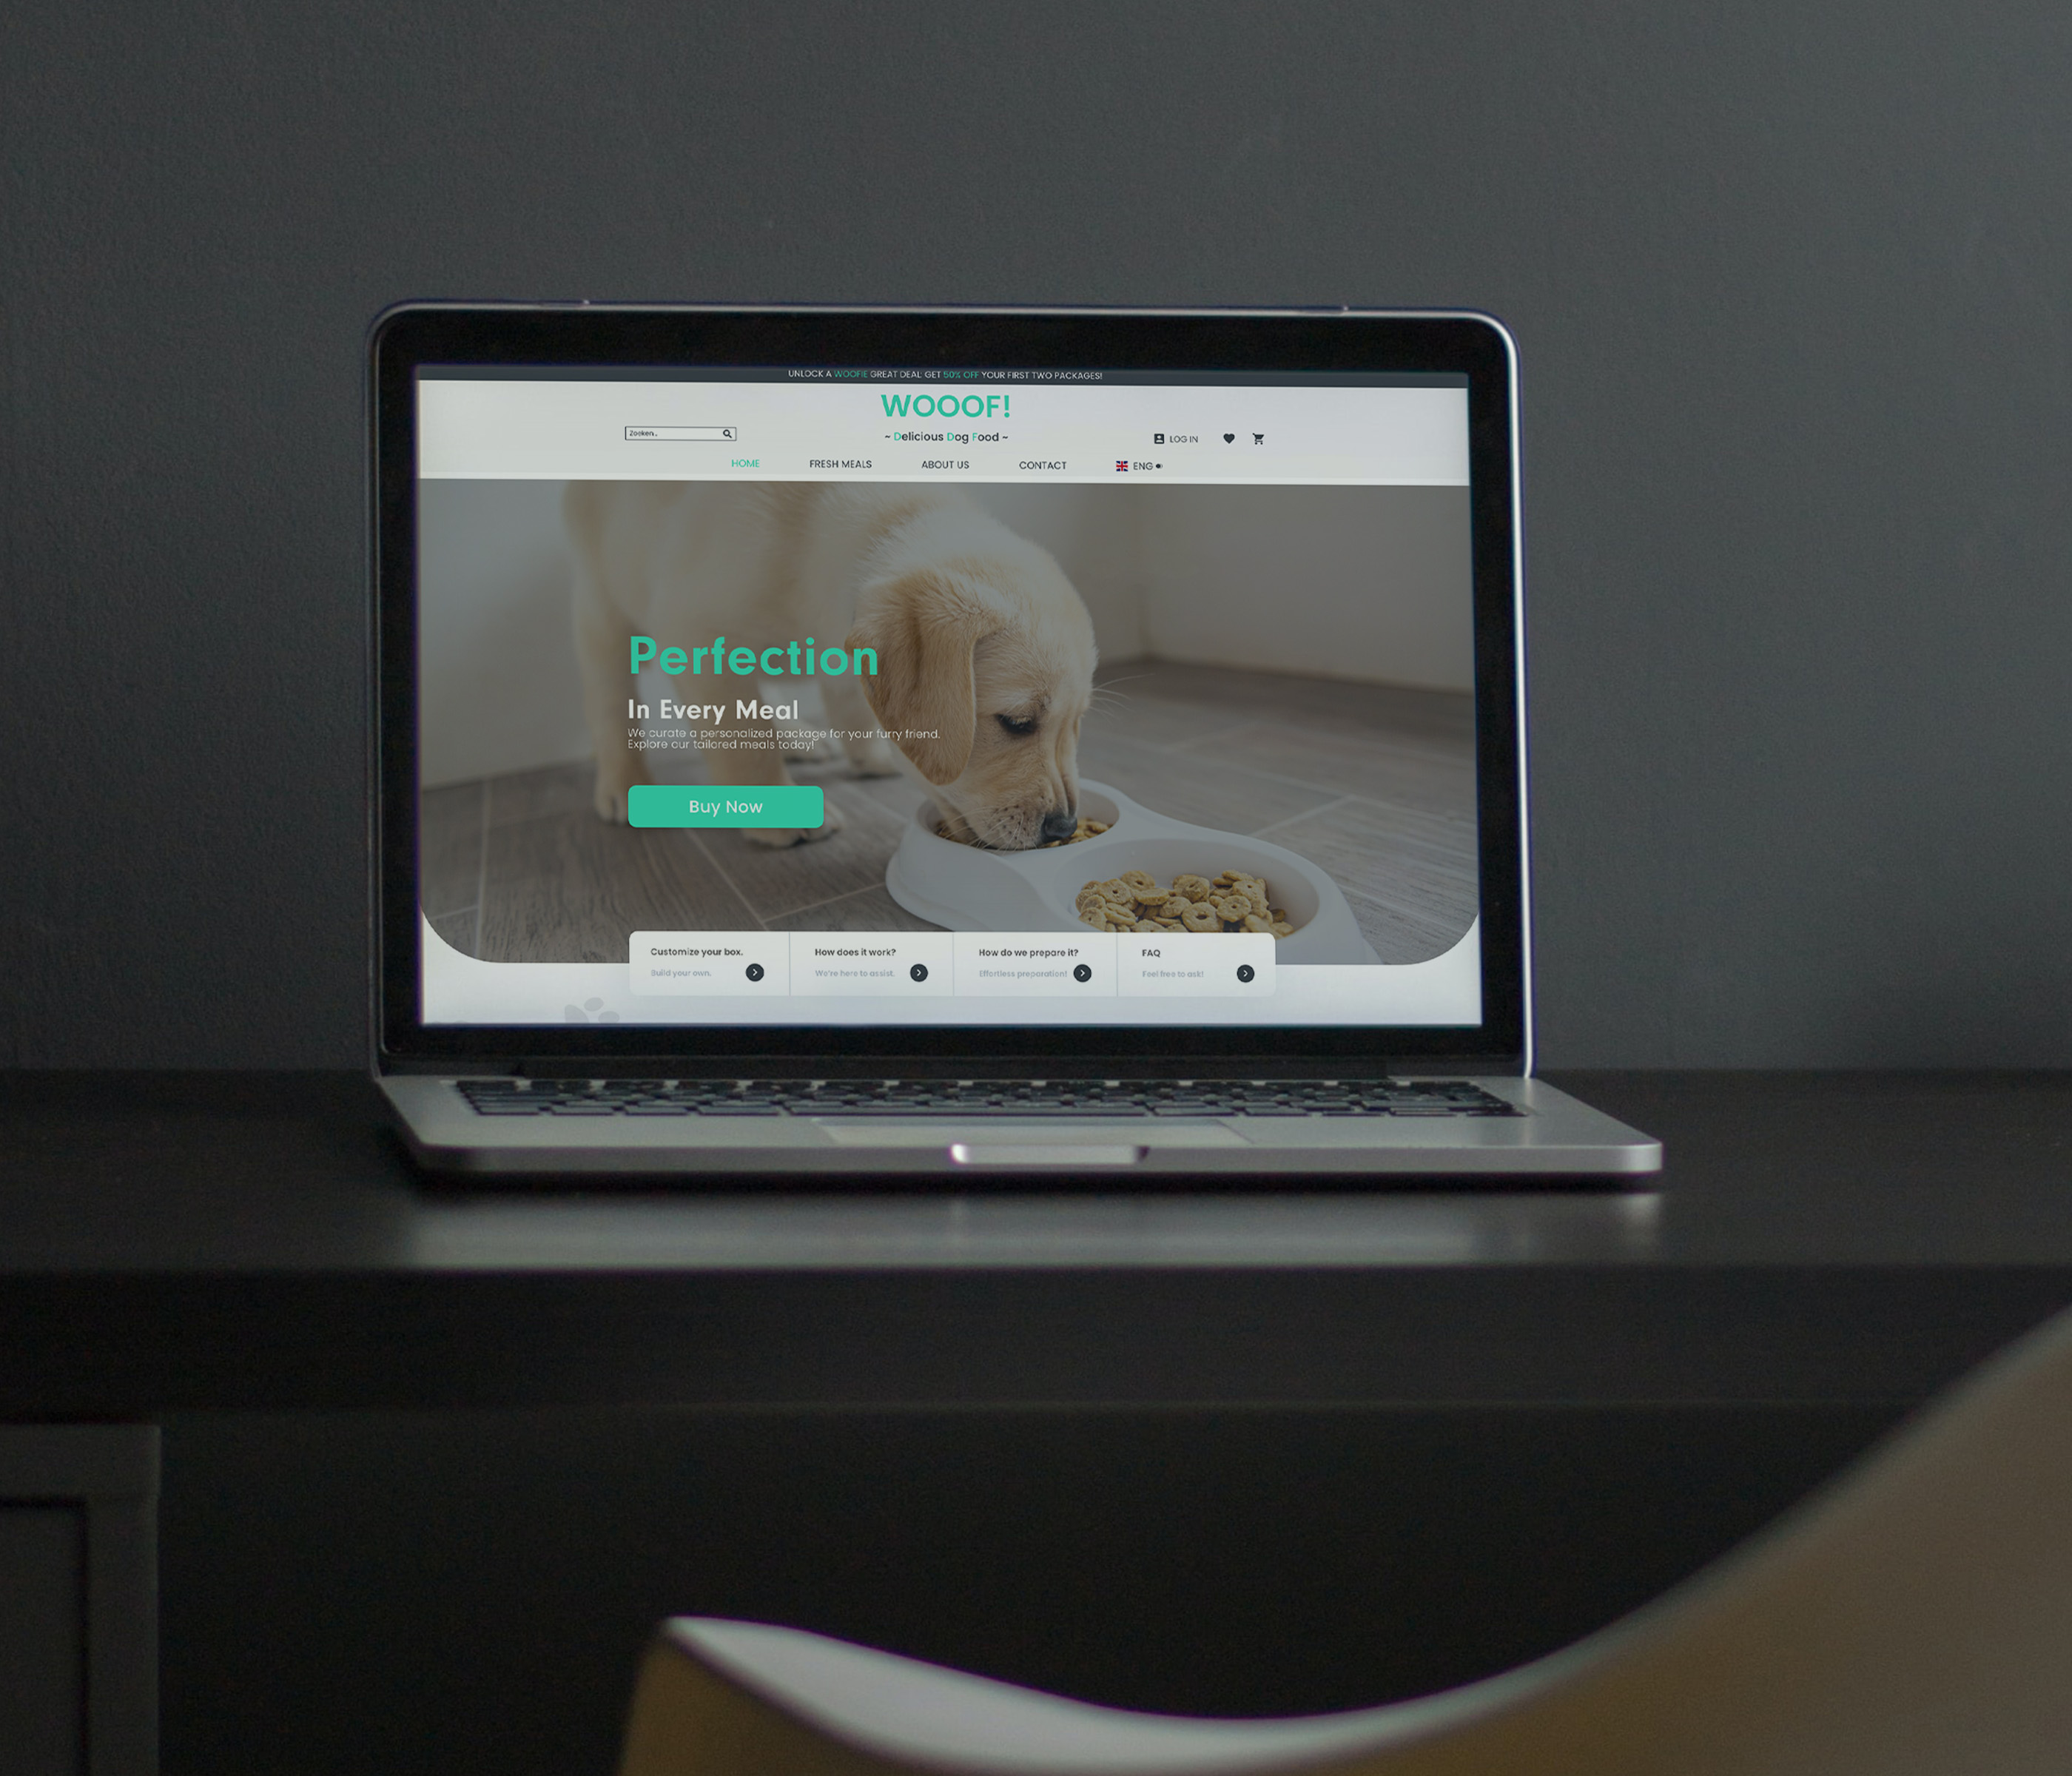 UNLOCK A WOOFIE GREAT DEAL: GET 50% OFF YOUR FIRST TWO PACKAGES!
WOOOF!
Zoeken..
~ Delicious Dog Food ~
LOG IN
HOME FRESH MEALS ABOUT US CONTACT ENG
Perfection
In Every Meal
We curate a personalized package for your furry friend.
Explore our tailored meals today!
Buy Now
Customize your box. How does it work? How do we prepare it? FAQ
Build your own. We're here to assist. Effortless preparation! Feel free to ask!